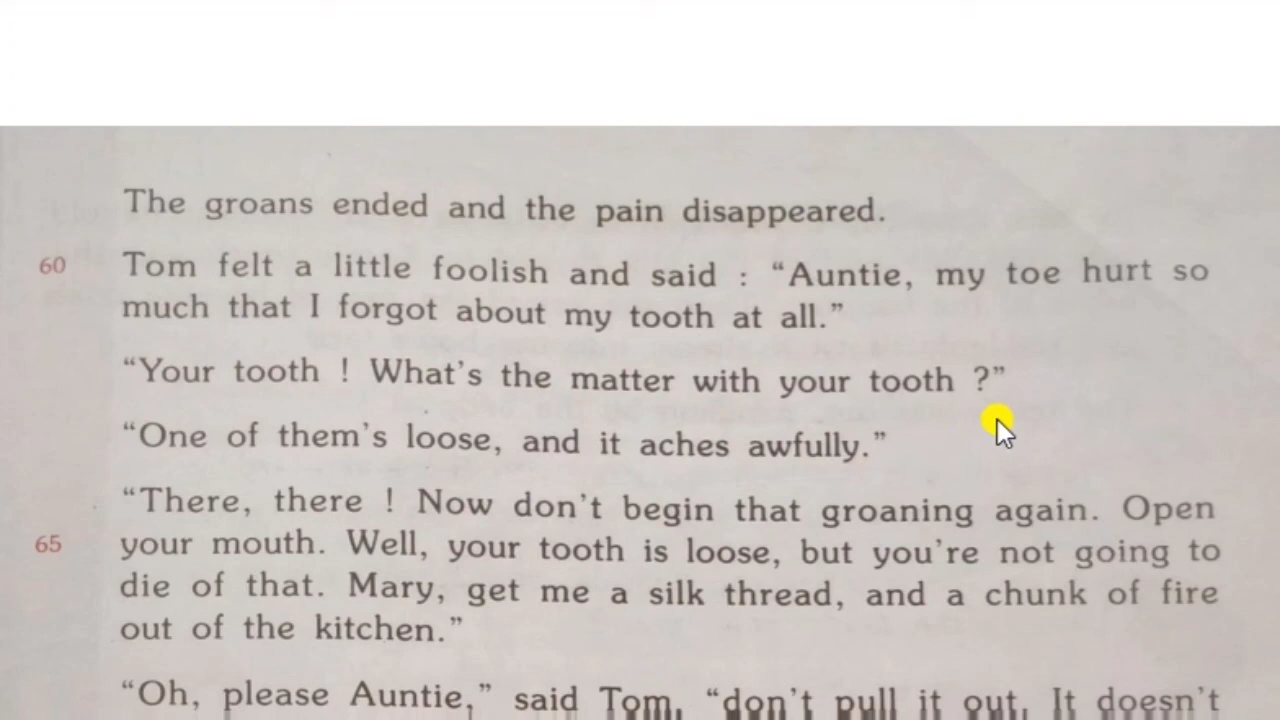 The groans ended and the pain disappeared.
60 Tom felt a little foolish and said : “Auntie, my toe hurt so
much that I forgot about my tooth at all.”
“Your tooth ! What's the matter with your tooth ?”
“One of them's loose, and it aches awfully.”
“There, there ! Now don't begin that groaning again. Open
65 your mouth. Well, your tooth is loose, but you're not going to
die of that. Mary, get me a silk thread, and a chunk of fire
out of the kitchen.”
“Oh, please Auntie,” said Tom, “don't pull it out. It doesn't